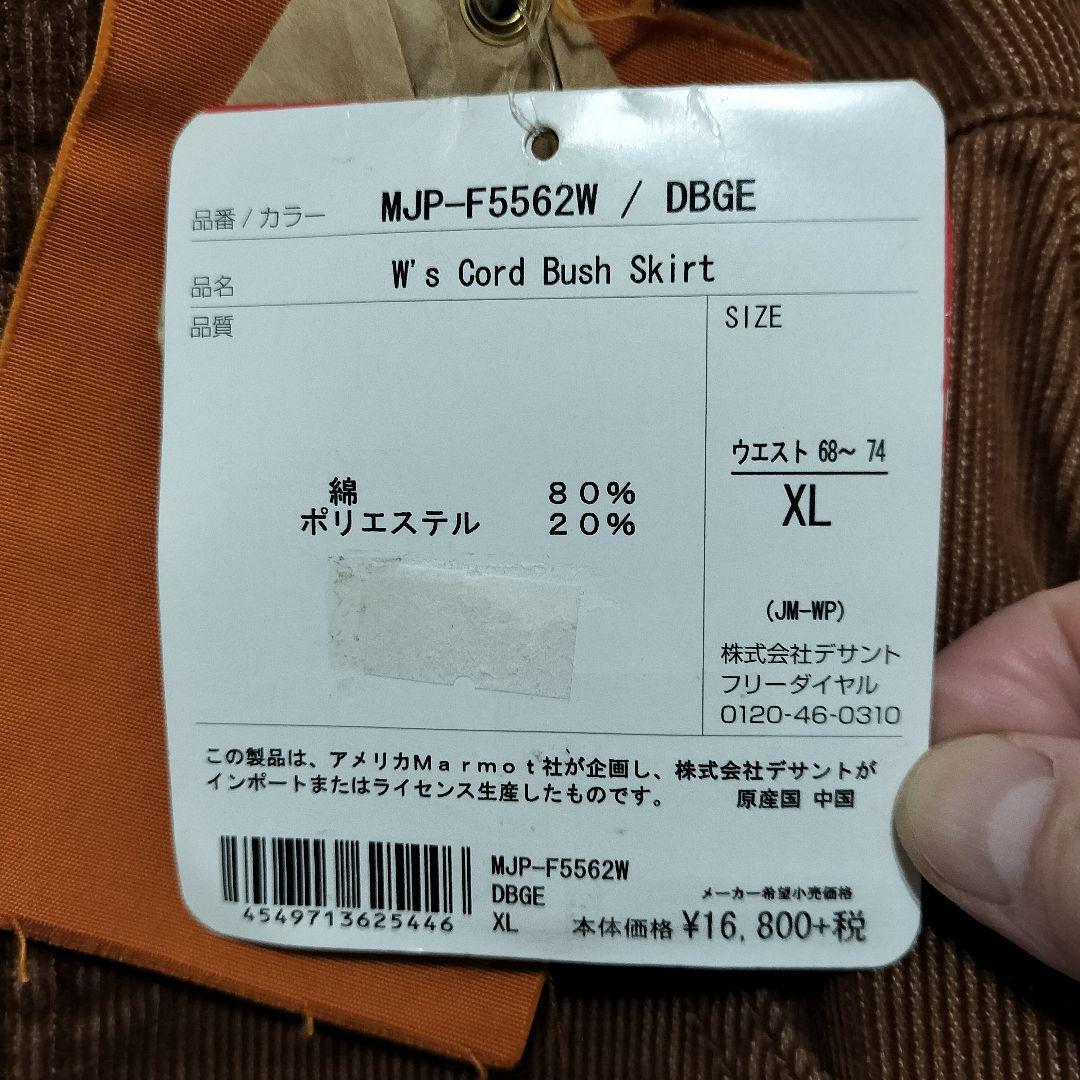 品番 / カラー MJP-F5562W / DBGE
品名 W's Cord Bush Skirt
品質
綿 80%
ポリエステル 20%
SIZE
ウエスト 68~ 74
XL
(JM-WP)
株式会社デサント
フリーダイヤル
0120-46-0310
この製品は、アメリカMarmot社が企画し、株式会社デサントが
インポートまたはライセンス生産したものです。 原産国 中国
4549713625446
MJP-F5562W
DBGE
XL
メーカー希望小売価格
本体価格 ¥16,800+税